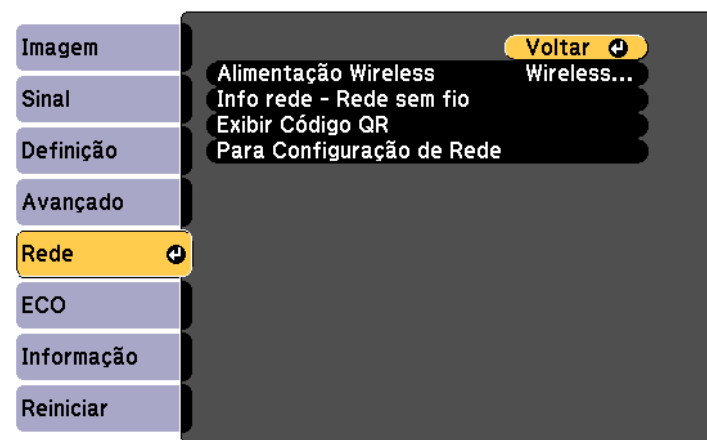 Imagem
Sinal
Definição
Avançado
Rede
ECO
Informação
Reiniciar
Voltar
Alimentação Wireless Wireless...
Info rede - Rede sem fio
Exibir Código QR
Para Configuração de Rede